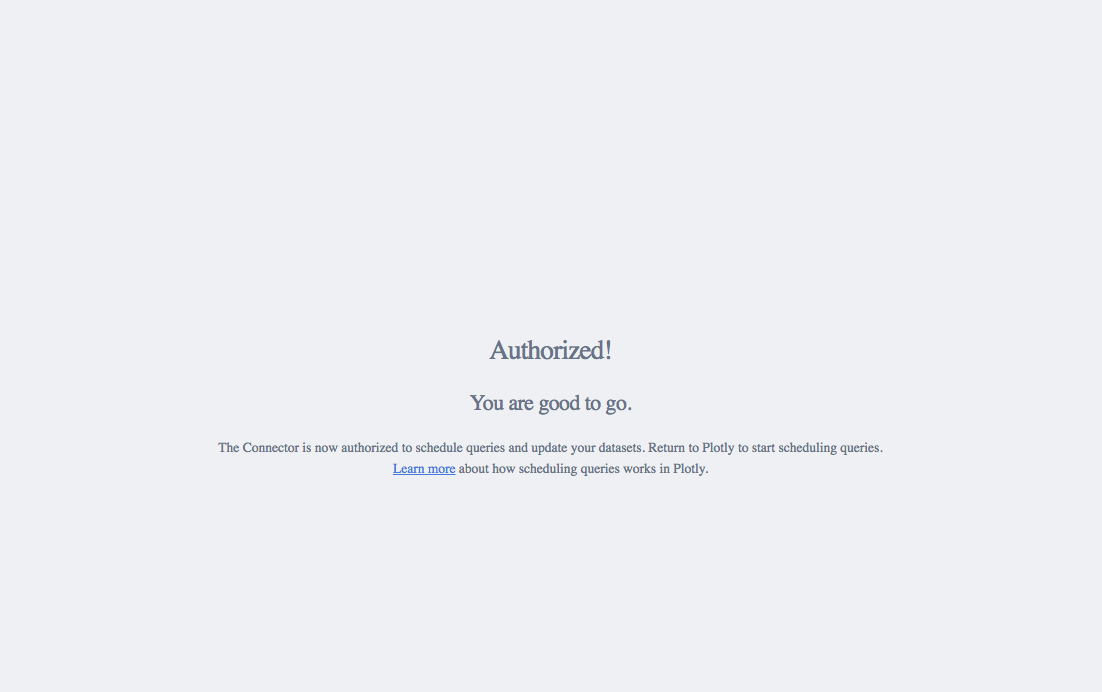 Authorized!
You are good to go.
The Connector is now authorized to schedule queries and update your datasets. Return to Plotly to start scheduling queries.
Learn more about how scheduling queries works in Plotly.